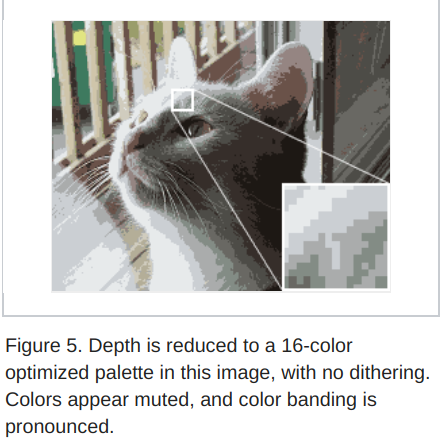 Figure 5. Depth is reduced to a 16-color
optimized palette in this image, with no dithering.
Colors appear muted, and color banding is
pronounced.